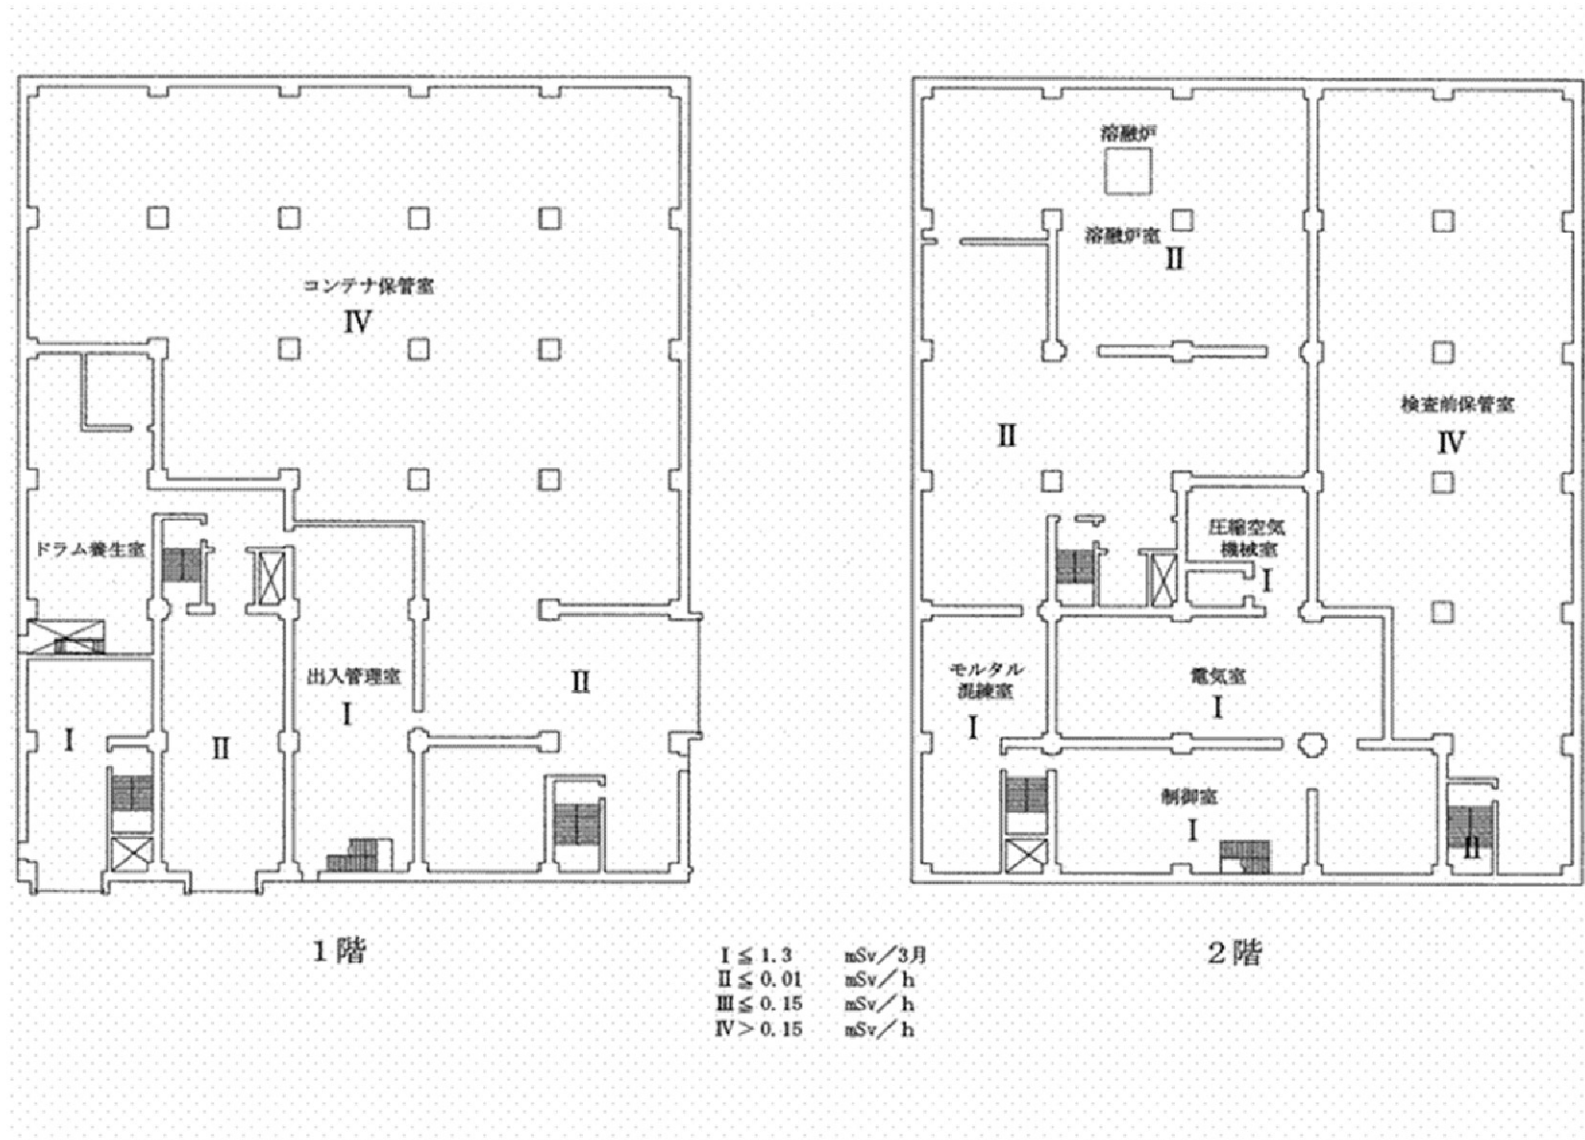 コンテナ保管室
Ⅳ
ドラム養生室
出入管理室
Ⅰ
Ⅱ
Ⅰ
Ⅱ
1階
溶融炉
溶融炉室
Ⅱ
検査前保管室
Ⅳ
Ⅱ
圧縮空気
機械室
Ⅰ
モルタル
混練室
Ⅰ
電気室
Ⅰ
制御室
Ⅰ
Ⅱ
2階
Ⅰ≦1.3 mSv/3月
Ⅱ≦0.01 mSv/h
Ⅲ≦0.15 mSv/h
Ⅳ>0.15 mSv/h